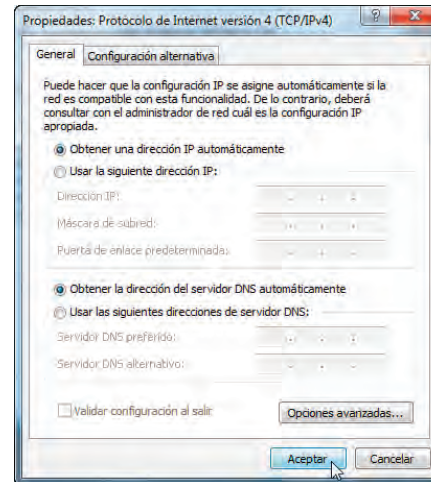 Propiedades: Protocolo de Internet versión 4 (TCP/IPv4)
General
Configuración alternativa
Puede hacer que la configuración IP se asigne automáticamente si la
red es compatible con esta funcionalidad. De lo contrario, deberá
consultar con el administrador de red cuál es la configuración IP
apropiada.
Obtener una dirección IP automáticamente
Usar la siguiente dirección IP:
Dirección IP:
Máscara de subred:
Puerta de enlace predeterminada:
Obtener la dirección del servidor DNS automáticamente
Usar las siguientes direcciones de servidor DNS:
Servidor DNS preferido:
Servidor DNS alternativo:
Validar configuración al salir
Opciones avanzadas...
Aceptar
Cancelar